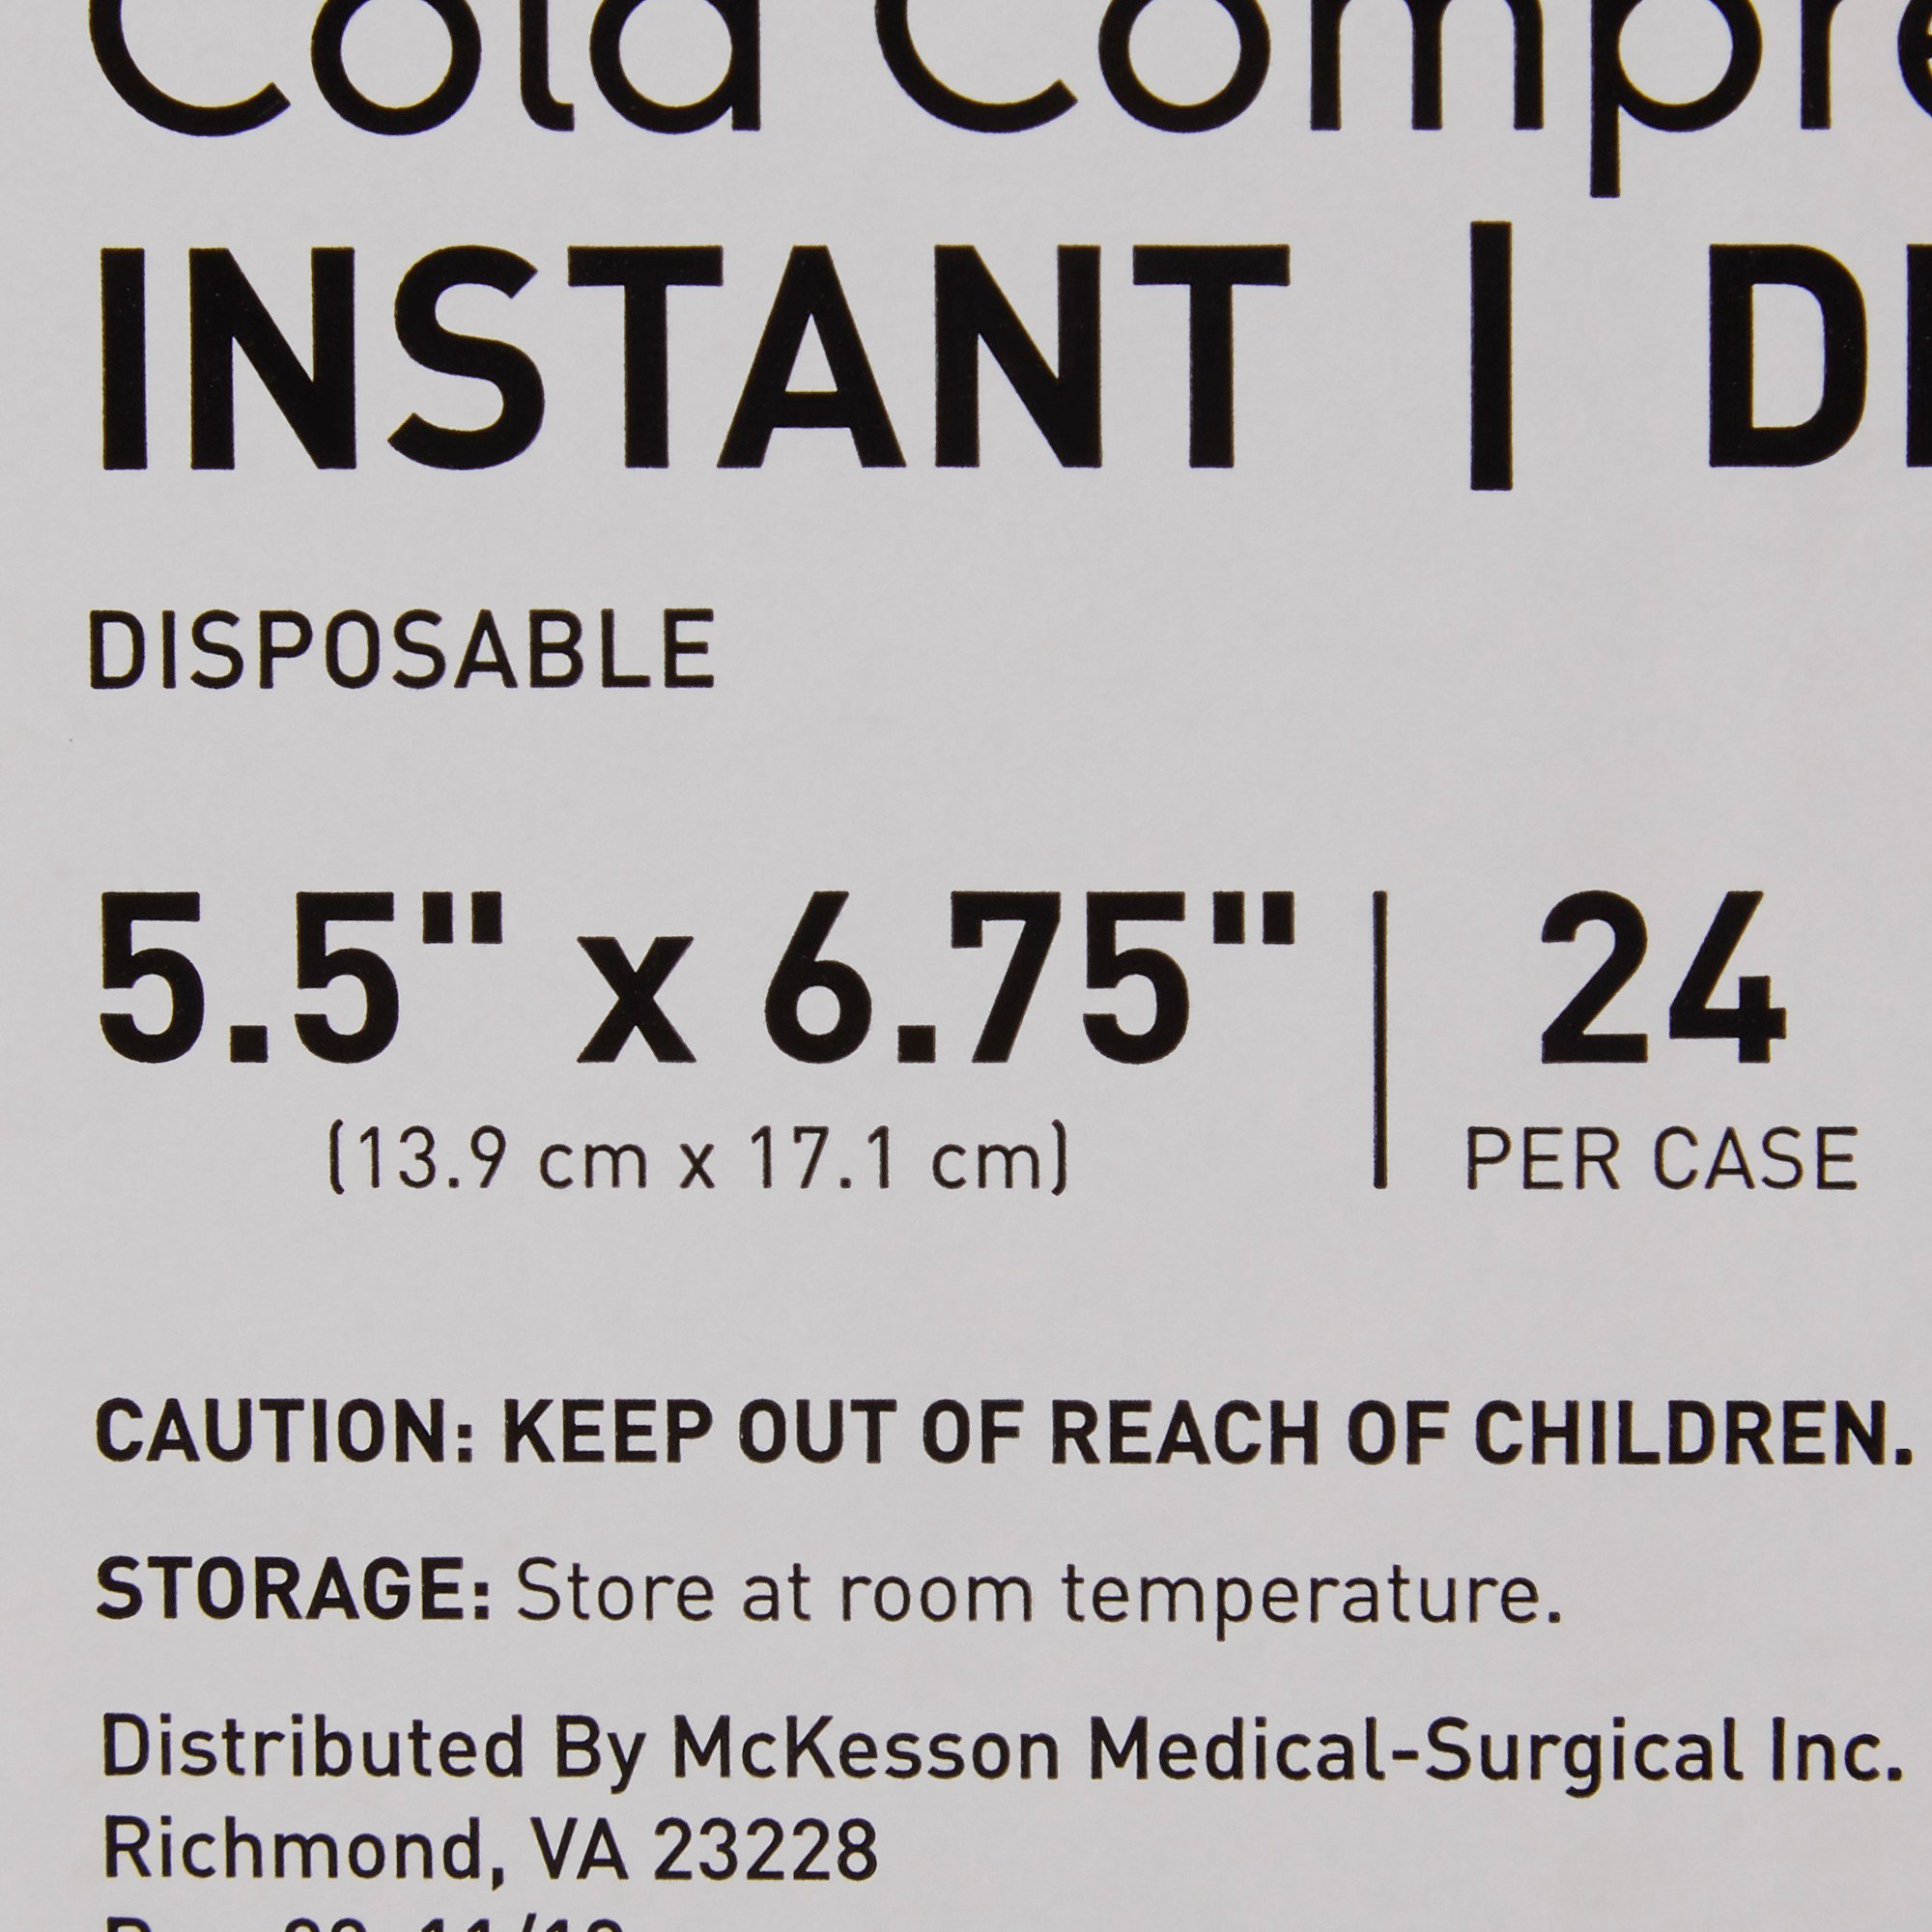 Cold
INSTANT |
DISPOSABLE
5.5" x 6.75" | 24
(13.9 cm x 17.1 cm) PER CASE
CAUTION: KEEP OUT OF REACH OF CHILDREN.
STORAGE: Store at room temperature.
Distributed By McKesson Medical-Surgical Inc.
Richmond, VA 23228